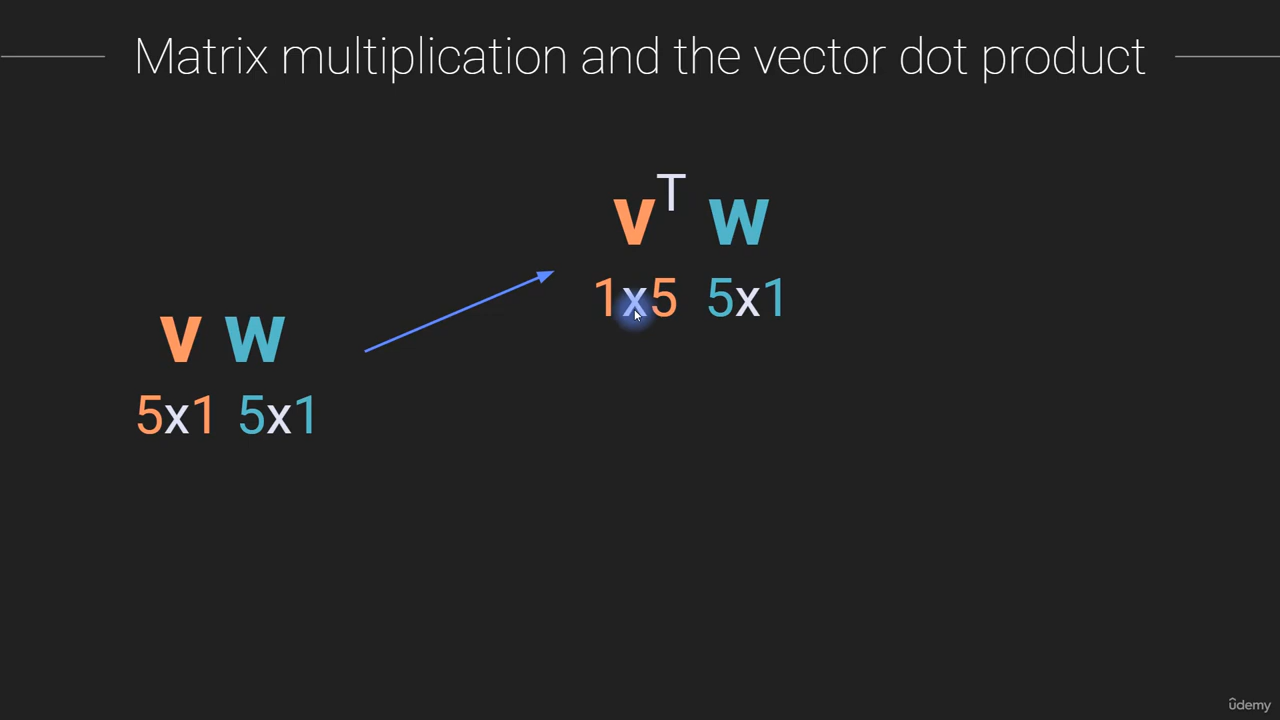 Matrix multiplication and the vector dot product
v^T w
1x5 5x1
v w
5x1 5x1
ûdemy